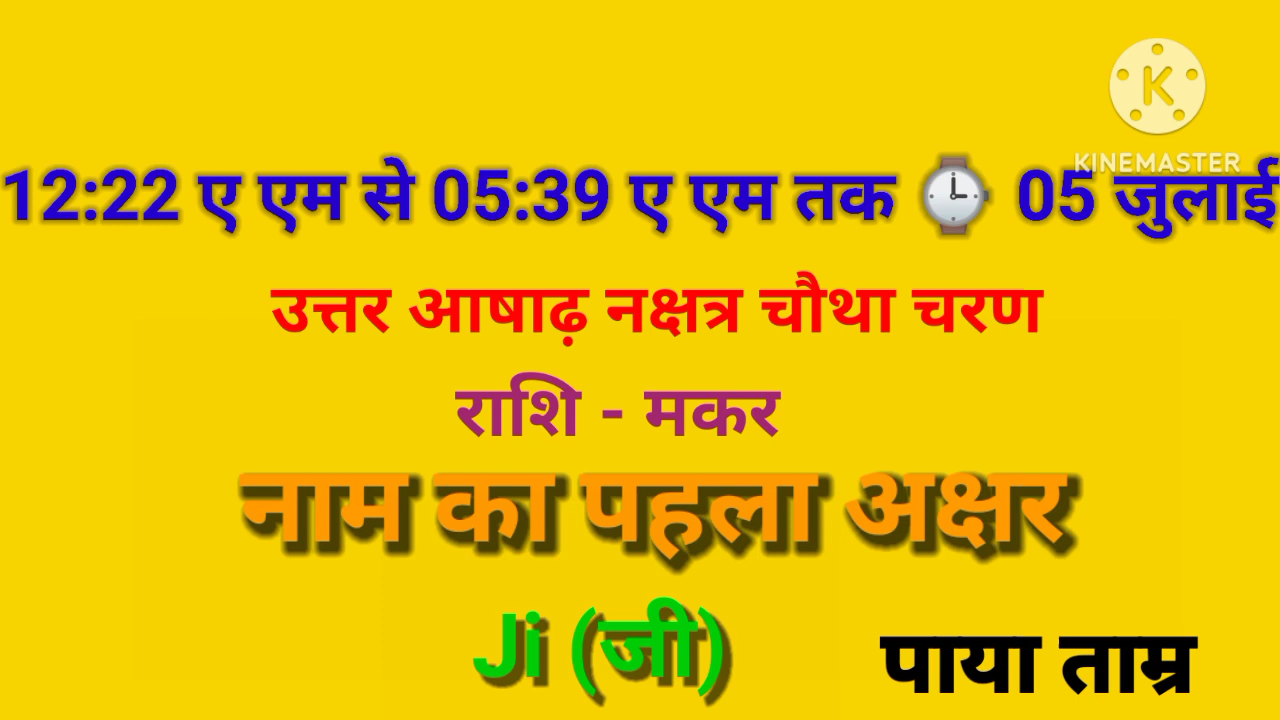 K
KINEMASTER
12:22 ए एम से 05:39 ए एम तक ⌚ 05 जुलाई
उत्तर आषाढ़ नक्षत्र चौथा चरण
राशि - मकर
नाम का पहला अक्षर
Ji (जी)
पाया ताम्र